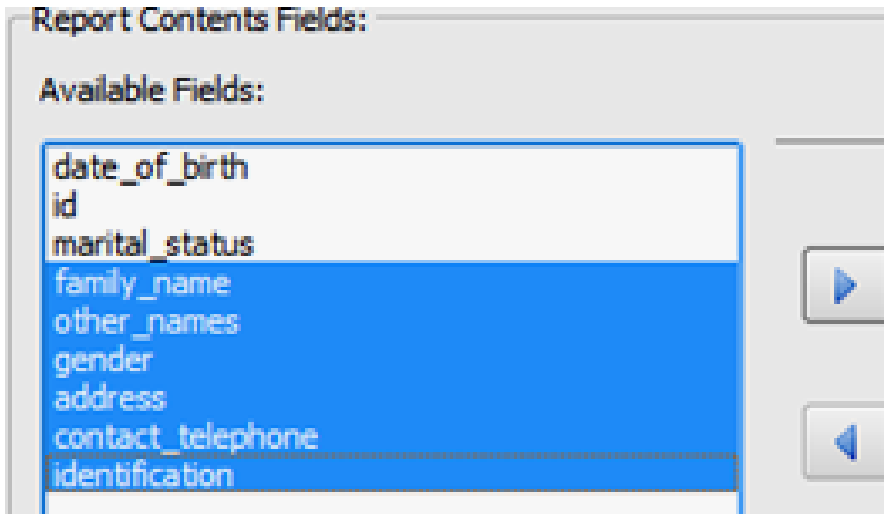 Report Contents Fields:
Available Fields:
date_of_birth
id
marital_status
family_name
other_names
gender
address
contact_telephone
identification